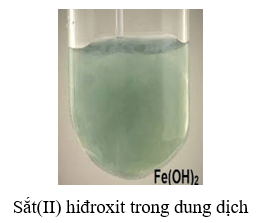 Fe(OH)₂
Sắt(II) hiđroxit trong dung dịch